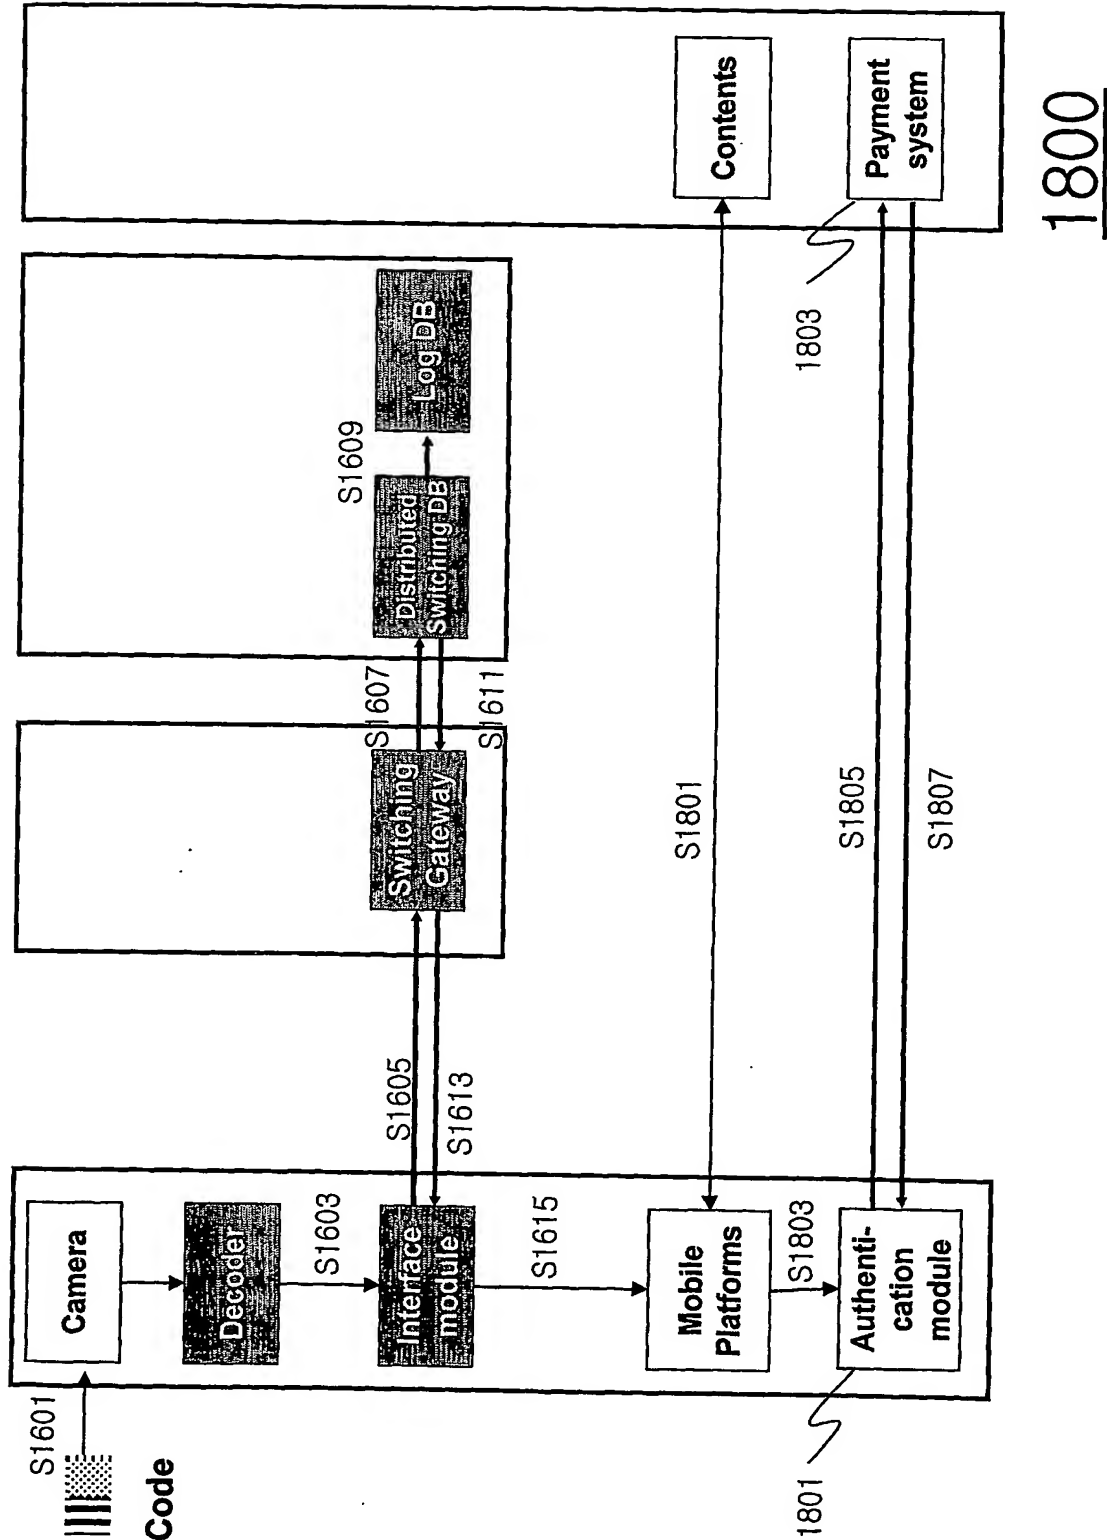 Code
S1601
Camera
Decoder
S1603
Interface
module
S1615
Mobile
Platforms
S1803
Authenti-
cation
module
1801
S1605
S1613
Switching
Gateway
S1607
S1611
Distributed
Switching DB
S1609
Log DB
S1801
S1805
S1807
Contents
Payment
system
1803
1800